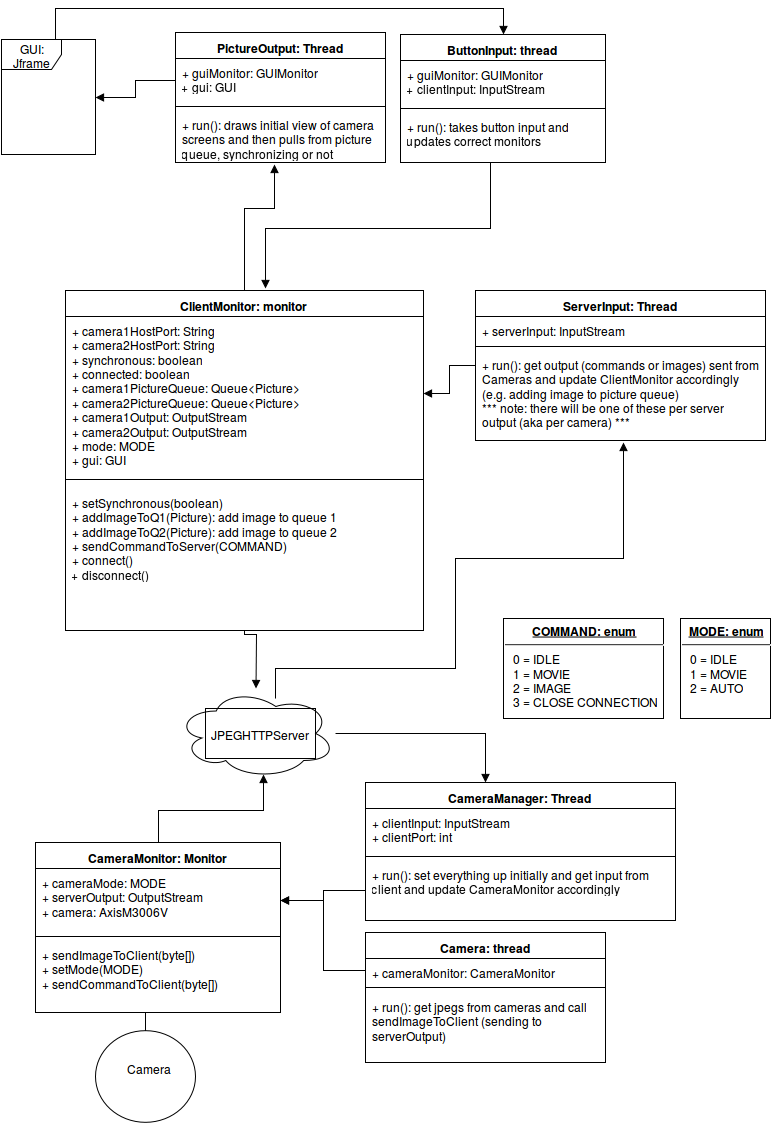 GUI:
Jframe
PIctureOutput: Thread
+ guiMonitor: GUIMonitor
+ gui: GUI
+ run(): draws initial view of camera
screens and then pulls from picture
queue, synchronizing or not
ButtonInput: thread
+ guiMonitor: GUIMonitor
+ clientInput: InputStream
+ run(): takes button input and
updates correct monitors
ClientMonitor: monitor
+ camera1HostPort: String
+ camera2HostPort: String
+ synchronous: boolean
+ connected: boolean
+ camera1PictureQueue: Queue<Picture>
+ camera2PictureQueue: Queue<Picture>
+ camera1Output: OutputStream
+ camera2Output: OutputStream
+ mode: MODE
+ gui: GUI
+ setSynchronous(boolean)
+ addImageToQ1(Picture): add image to queue 1
+ addImageToQ2(Picture): add image to queue 2
+ sendCommandToServer(COMMAND)
+ connect()
+ disconnect()
ServerInput: Thread
+ serverInput: InputStream
+ run(): get output (commands or images) sent from
Cameras and update ClientMonitor accordingly
(e.g. adding image to picture queue)
*** note: there will be one of these per server
output (aka per camera) ***
COMMAND: enum
0 = IDLE
1 = MOVIE
2 = IMAGE
3 = CLOSE CONNECTION
MODE: enum
0 = IDLE
1 = MOVIE
2 = AUTO
JPEGHTTPServer
CameraManager: Thread
+ clientInput: InputStream
+ clientPort: int
+ run(): set everything up initially and get input from
client and update CameraMonitor accordingly
CameraMonitor: Monitor
+ cameraMode: MODE
+ serverOutput: OutputStream
+ camera: AxisM3006V
+ sendImageToClient(byte[])
+ setMode(MODE)
+ sendCommandToClient(byte[])
Camera: thread
+ cameraMonitor: CameraMonitor
+ run(): get jpegs from cameras and call
sendImageToClient (sending to
serverOutput)
Camera